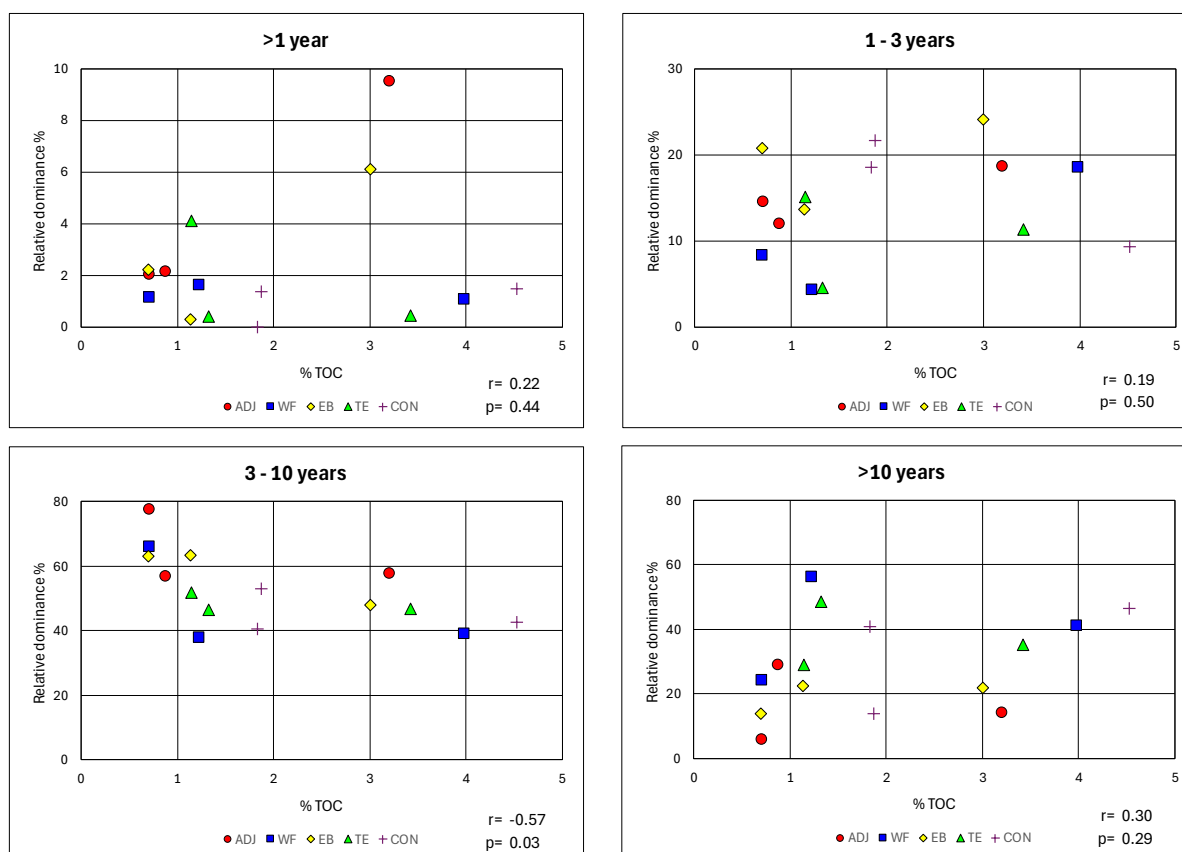 >1 year
Relative dominance %
10
8
6
4
2
0
0 1 2 3 4 5
% TOC
r= 0.22
p= 0.44
ADJ WF EB TE CON
1 - 3 years
Relative dominance %
30
20
10
0
0 1 2 3 4 5
% TOC
r= 0.19
p= 0.50
ADJ WF EB TE CON
3 - 10 years
Relative dominance %
80
60
40
20
0
0 1 2 3 4 5
% TOC
r= -0.57
p= 0.03
ADJ WF EB TE CON
>10 years
Relative dominance %
80
60
40
20
0
0 1 2 3 4 5
% TOC
r= 0.30
p= 0.29
ADJ WF EB TE CON